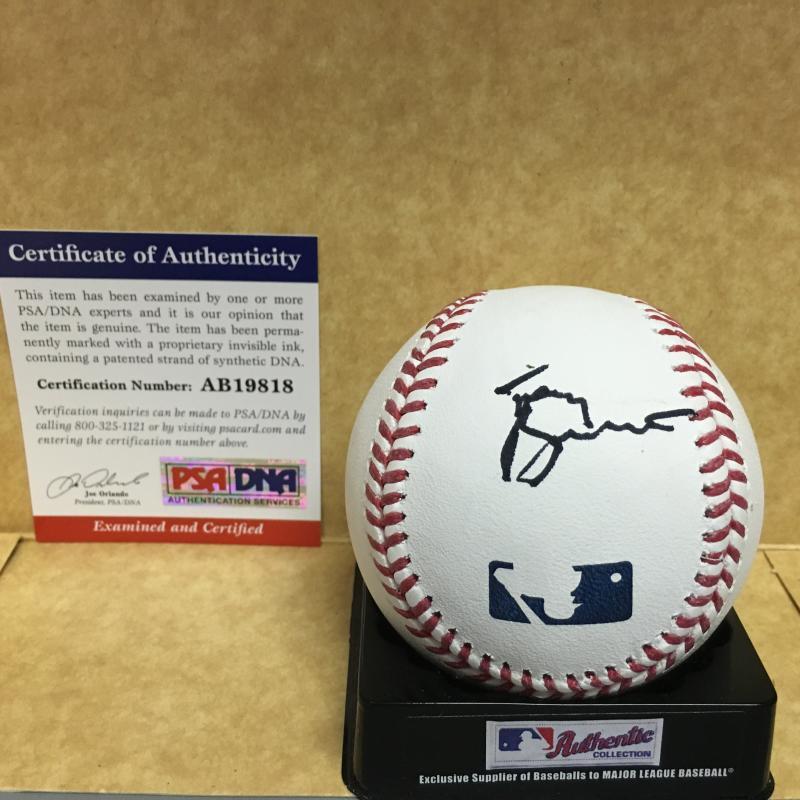 Certificate of Authenticity
This item has been examined by one or more
PSA/DNA experts and it is our opinion that
the item is genuine. The item has been perma-
nently marked with a proprietary invisible ink,
containing a patented strand of synthetic DNA.
Certification Number: AB19818
Verification inquiries can be made to PSA/DNA by
calling 800-325-1121 or by visiting psacard.com and
entering the certification number above.
Joe Orlando
President, PSA/DNA
PSA DNA
AUTHENTICATION SERVICES
Examined and Certified
Authentic
COLLECTION
Exclusive Supplier of Baseballs to MAJOR LEAGUE BASEBALL®